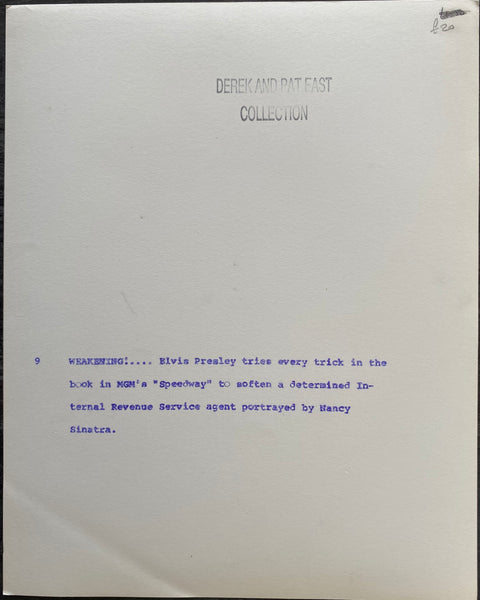 £20
DEREK AND PAT EAST
COLLECTION
9 WEAKENING!.... Elvis Presley tries every trick in the
book in MGM's "Speedway" to soften a determined In-
ternal Revenue Service agent portrayed by Nancy
Sinatra.